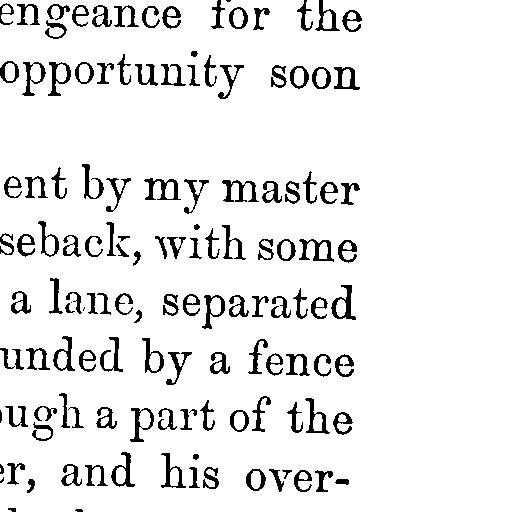 engeance for the
opportunity soon
ent by my master
seback, with some
a lane, separated
unded by a fence
ough a part of the
er, and his over-